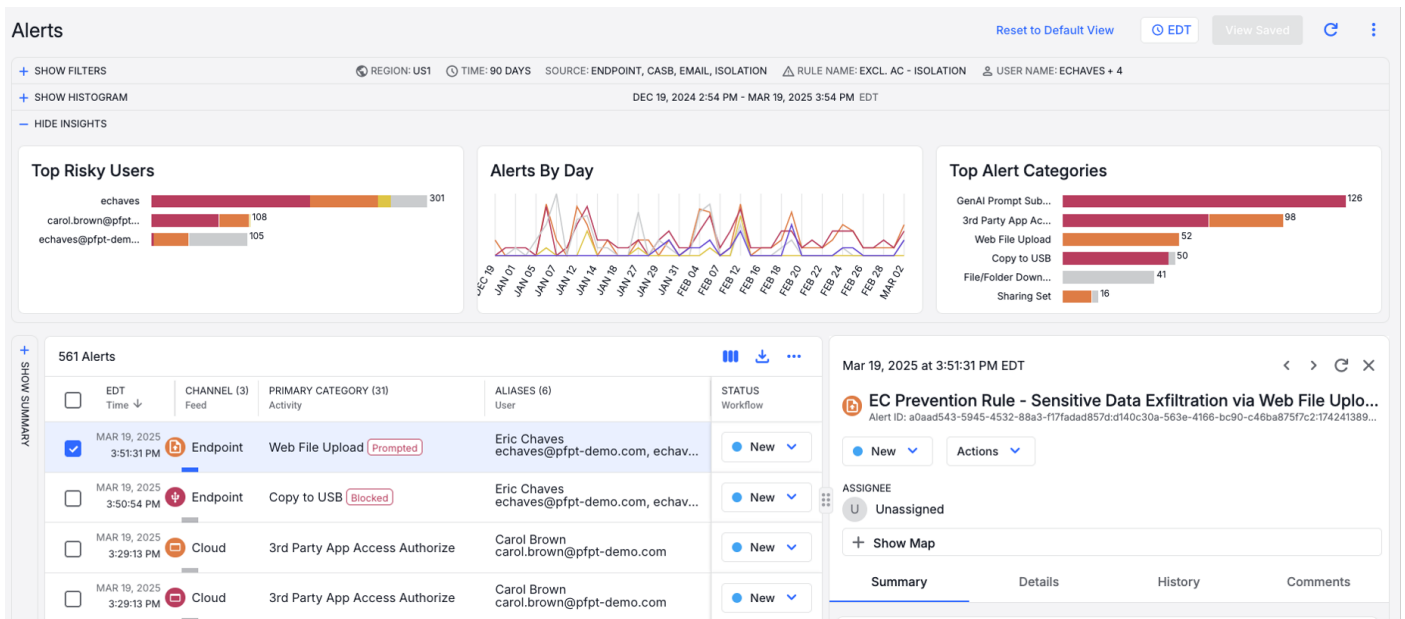 Alerts
Reset to Default View
EDT
View Saved
SHOW FILTERS
REGION: US1
TIME: 90 DAYS
SOURCE: ENDPOINT, CASB, EMAIL, ISOLATION
RULE NAME: EXCL. AC - ISOLATION
USER NAME: ECHAVES + 4
SHOW HISTOGRAM
DEC 19, 2024 2:54 PM - MAR 19, 2025 3:54 PM EDT
HIDE INSIGHTS
Top Risky Users
echaves 301
carol.brown@pfpt... 108
echaves@pfpt-dem... 105
Alerts By Day
DEC 19
JAN 01
JAN 05
JAN 07
JAN 12
JAN 14
JAN 18
JAN 27
JAN 29
JAN 31
FEB 04
FEB 07
FEB 12
FEB 16
FEB 18
FEB 20
FEB 22
FEB 24
FEB 26
FEB 28
MAR 02
Top Alert Categories
GenAI Prompt Sub... 126
3rd Party App Ac... 98
Web File Upload 52
Copy to USB 50
File/Folder Down... 41
Sharing Set 16
SHOW SUMMARY
561 Alerts
EDT
Time
CHANNEL (3)
Feed
PRIMARY CATEGORY (31)
Activity
ALIASES (6)
User
STATUS
Workflow
MAR 19, 2025
3:51:31 PM
Endpoint
Web File Upload Prompted
Eric Chaves
echaves@pfpt-demo.com, echav...
New
MAR 19, 2025
3:50:54 PM
Endpoint
Copy to USB Blocked
Eric Chaves
echaves@pfpt-demo.com, echav...
New
MAR 19, 2025
3:29:13 PM
Cloud
3rd Party App Access Authorize
Carol Brown
carol.brown@pfpt-demo.com
New
MAR 19, 2025
3:29:13 PM
Cloud
3rd Party App Access Authorize
Carol Brown
carol.brown@pfpt-demo.com
New
Mar 19, 2025 at 3:51:31 PM EDT
EC Prevention Rule - Sensitive Data Exfiltration via Web File Uplo...
Alert ID: a0aad543-5945-4532-88a3-f17fadad857d:d140c30a-563e-4166-bc90-c46ba875f7c2:174241389...
New
Actions
ASSIGNEE
U Unassigned
Show Map
Summary
Details
History
Comments